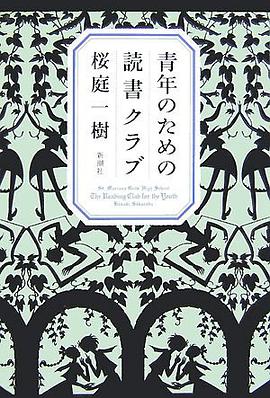 青年のための
読書クラブ
桜庭一樹
新潮社
St. Mariana Girls High School
The Reading Club for the Youth
Kazuki Sakuraba